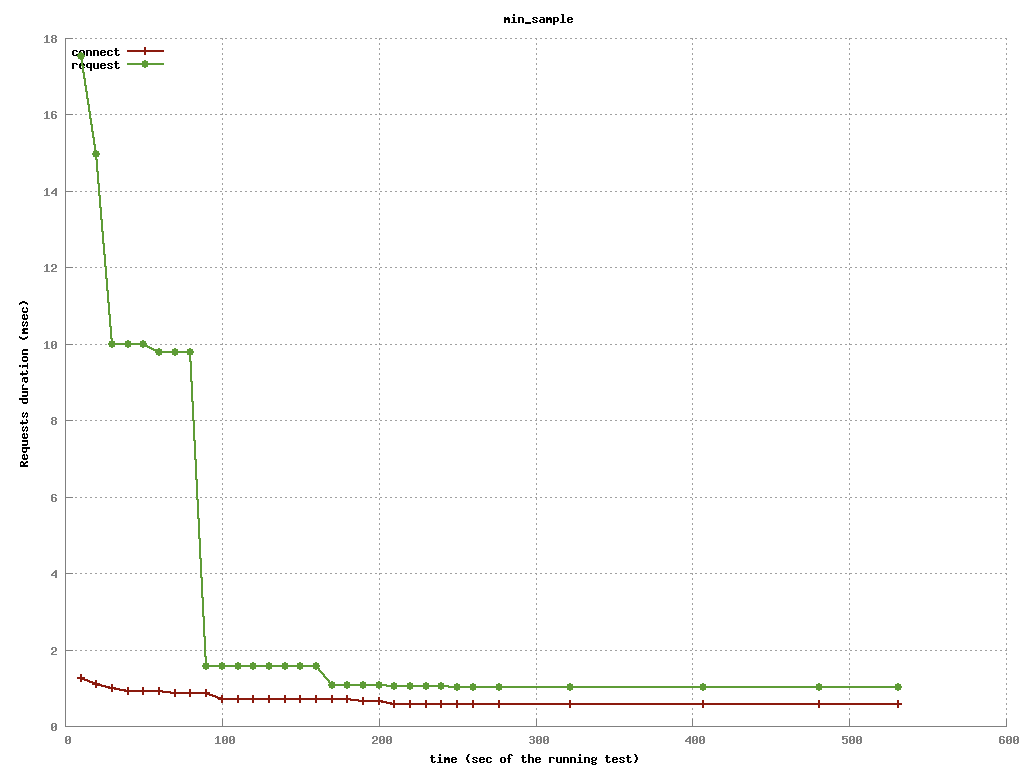 min_sample
connect
request
18
16
14
12
10
8
6
4
2
0
Requests duration (msec)
0 100 200 300 400 500 600
time (sec of the running test)